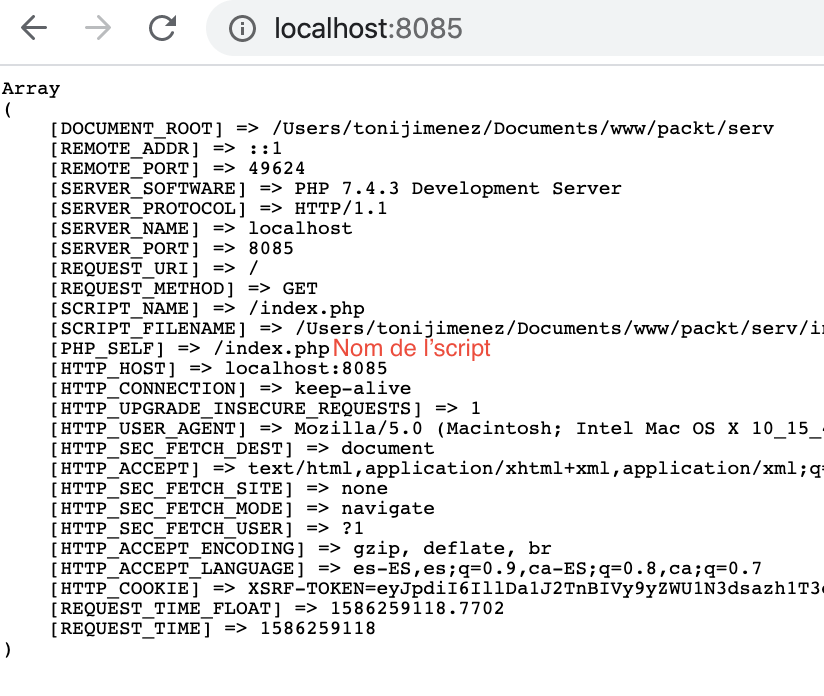 localhost:8085
Array
(
[DOCUMENT_ROOT] => /Users/tonijimenez/Documents/www/packt/serv
[REMOTE_ADDR] => ::1
[REMOTE_PORT] => 49624
[SERVER_SOFTWARE] => PHP 7.4.3 Development Server
[SERVER_PROTOCOL] => HTTP/1.1
[SERVER_NAME] => localhost
[SERVER_PORT] => 8085
[REQUEST_URI] => /
[REQUEST_METHOD] => GET
[SCRIPT_NAME] => /index.php
[SCRIPT_FILENAME] => /Users/tonijimenez/Documents/www/packt/serv/in
[PHP_SELF] => /index.php Nom de l’script
[HTTP_HOST] => localhost:8085
[HTTP_CONNECTION] => keep-alive
[HTTP_UPGRADE_INSECURE_REQUESTS] => 1
[HTTP_USER_AGENT] => Mozilla/5.0 (Macintosh; Intel Mac OS X 10_15_
[HTTP_SEC_FETCH_DEST] => document
[HTTP_ACCEPT] => text/html,application/xhtml+xml,application/xml;q=
[HTTP_SEC_FETCH_SITE] => none
[HTTP_SEC_FETCH_MODE] => navigate
[HTTP_SEC_FETCH_USER] => ?1
[HTTP_ACCEPT_ENCODING] => gzip, deflate, br
[HTTP_ACCEPT_LANGUAGE] => es-ES,es;q=0.9,ca-ES;q=0.8,ca;q=0.7
[HTTP_COOKIE] => XSRF-TOKEN=eyJpdiI6IllDa1J2TnBIVy9yZWU1N3dsazh1T3
[REQUEST_TIME_FLOAT] => 1586259118.7702
[REQUEST_TIME] => 1586259118
)